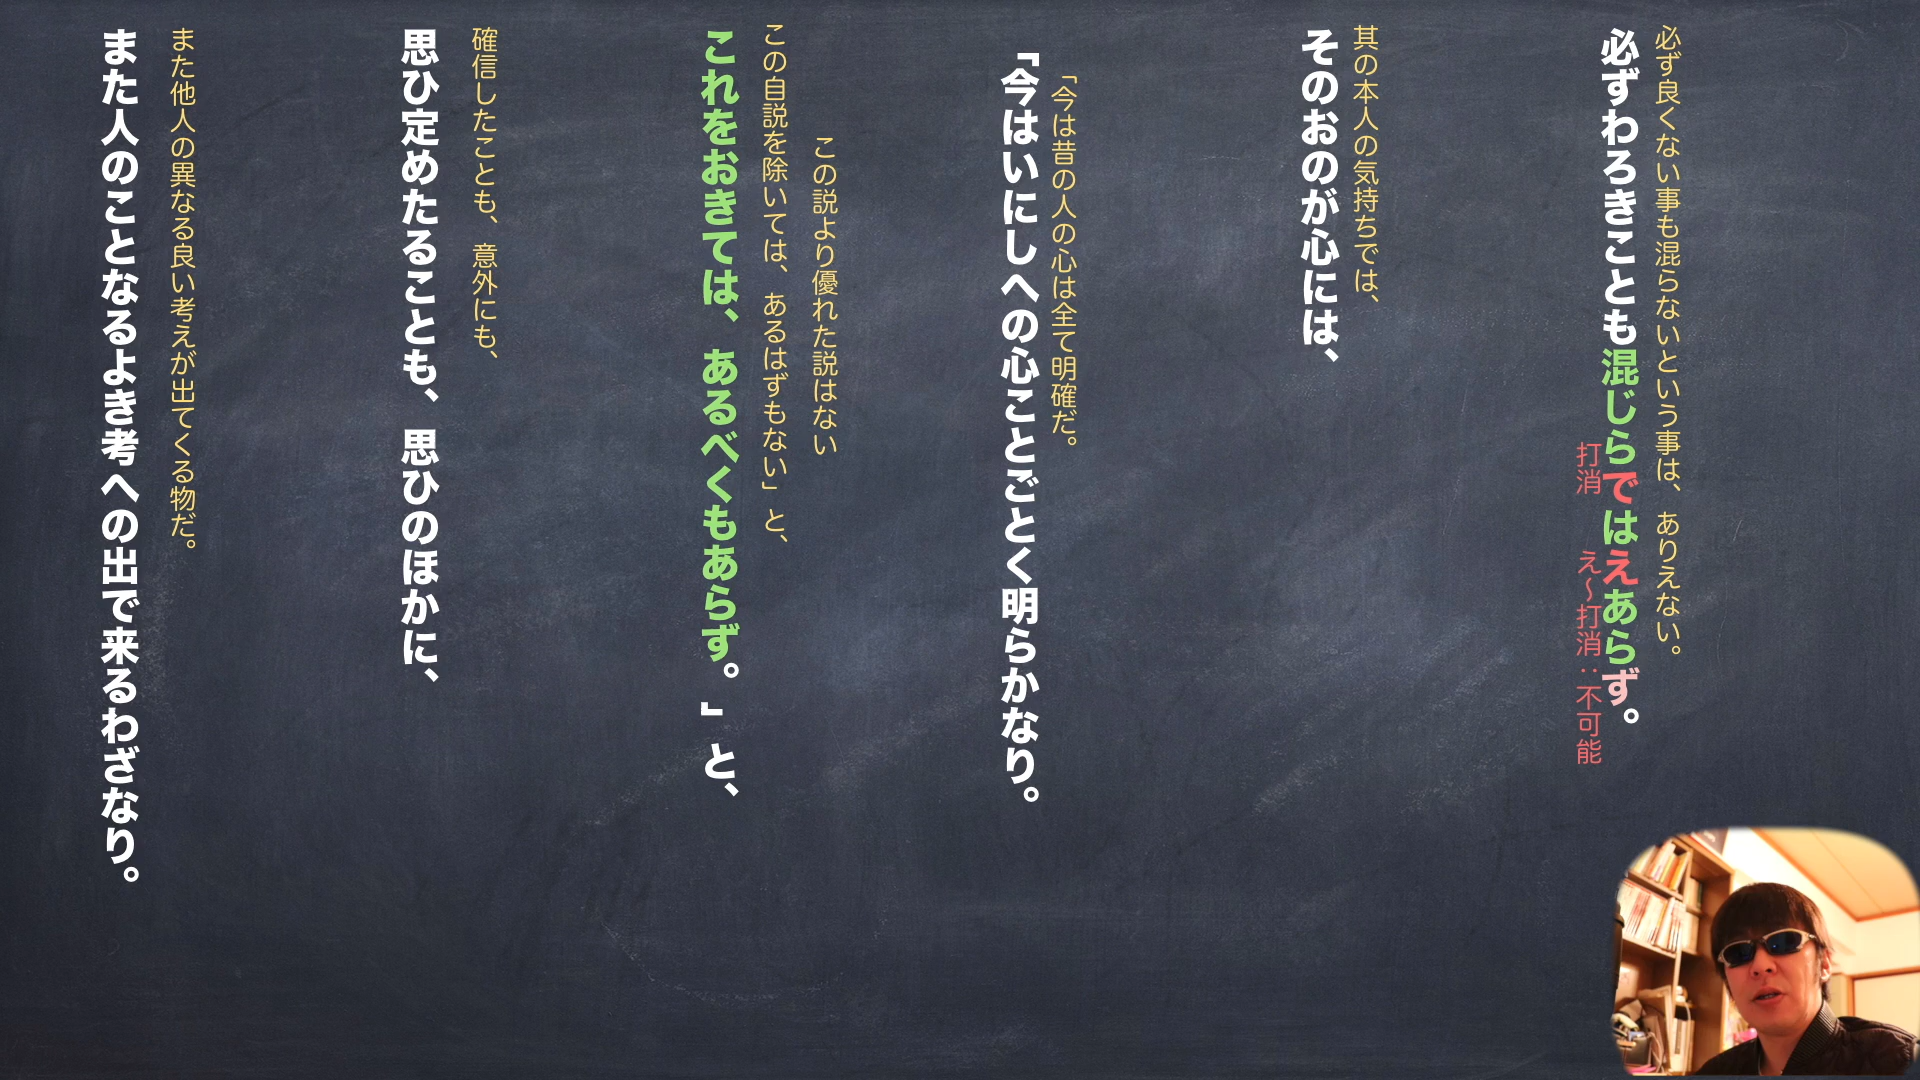 必ず良くない事も混らないという事は、ありえない。
必ずわろきことも混じらではえあらず。
打消　え〜打消：不可能
其の本人の気持ちでは、
そのおのが心には、
「今は昔の人の心は全て明確だ。
「今はいにしへの心ことごとく明らかなり。
この説より優れた説はない
この自説を除いては、あるはずもない」と、
これをおきては、あるべくもあらず。」と、
確信したことも、意外にも、
思ひ定めたることも、思ひのほかに、
また他人の異なる良い考えが出てくる物だ。
また人のことなるよき考への出で来るわざなり。